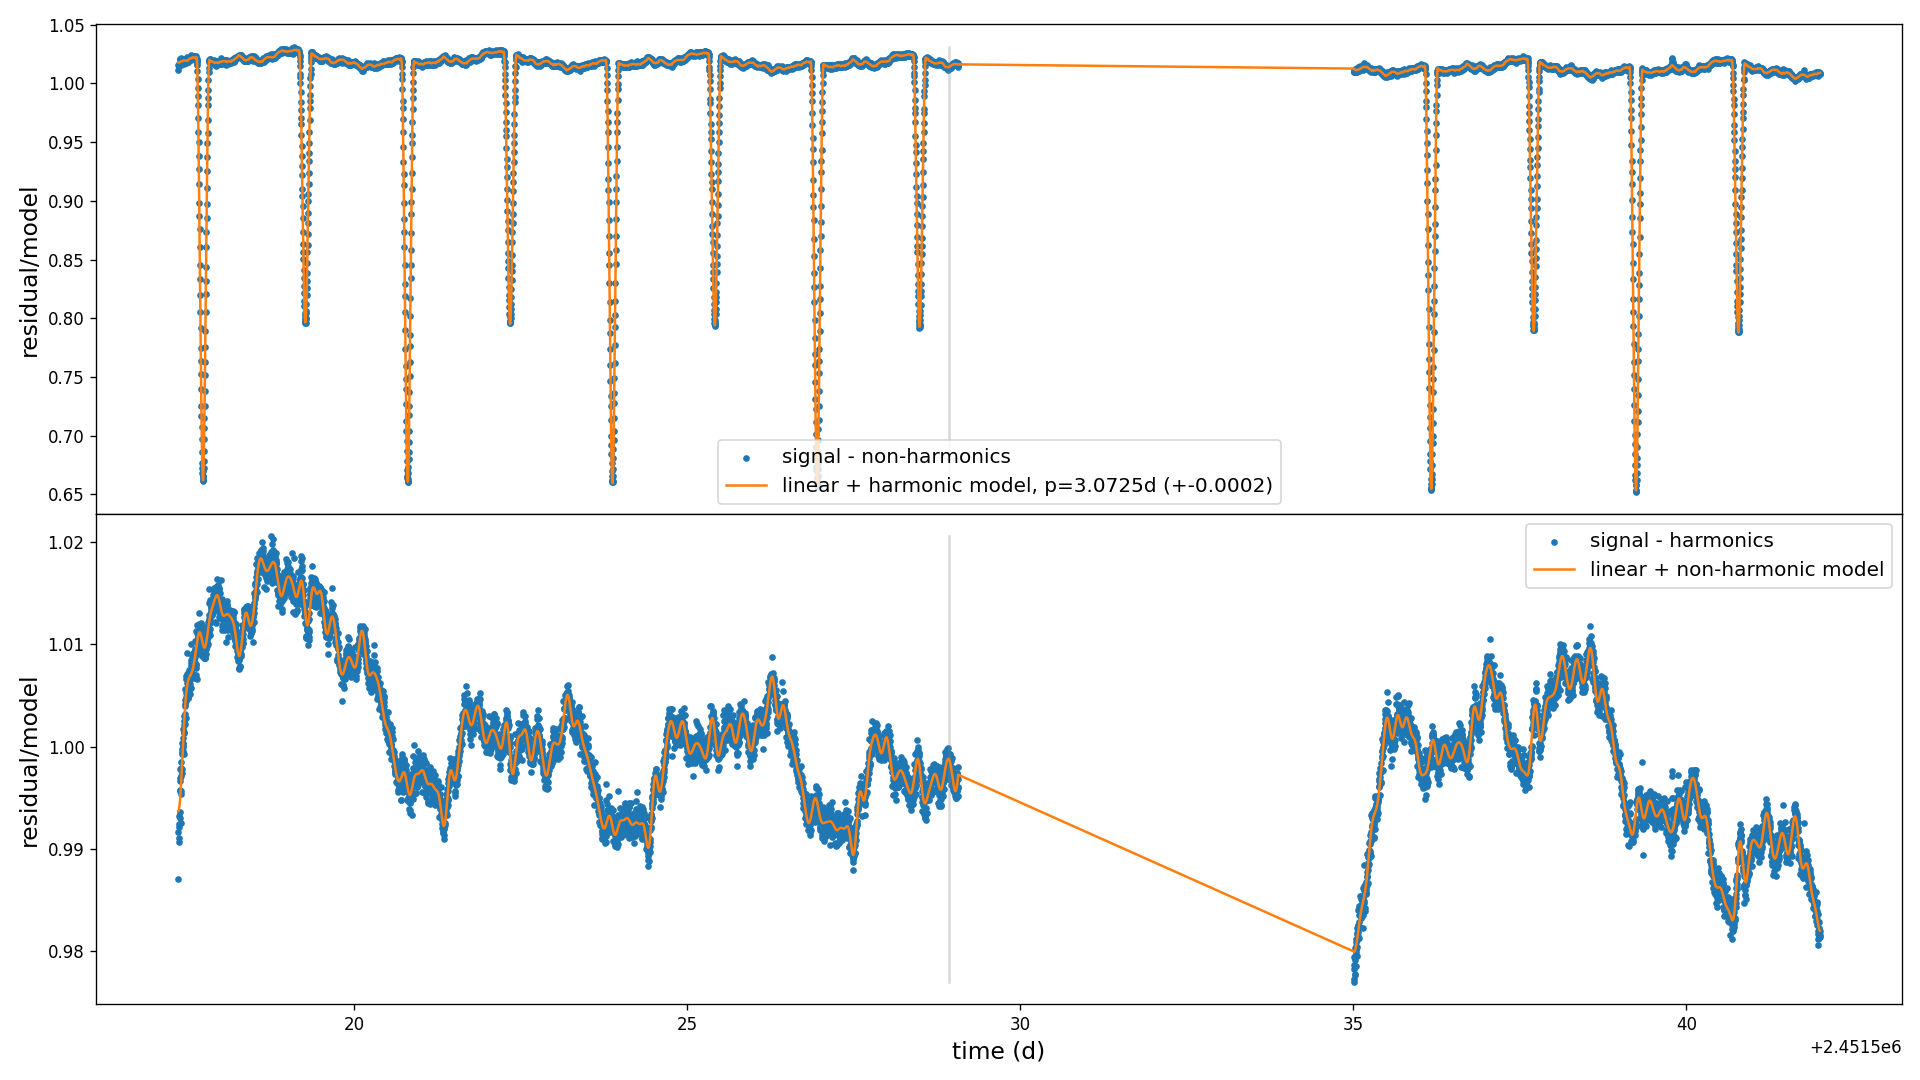 1.05
1.00
0.95
0.90
0.85
0.80
0.75
0.70
0.65
residual/model
signal - non-harmonics
linear + harmonic model, p=3.0725d (+-0.0002)
1.02
1.01
1.00
0.99
0.98
residual/model
signal - harmonics
linear + non-harmonic model
20
25
30
35
40
time (d)
+2.4515e6